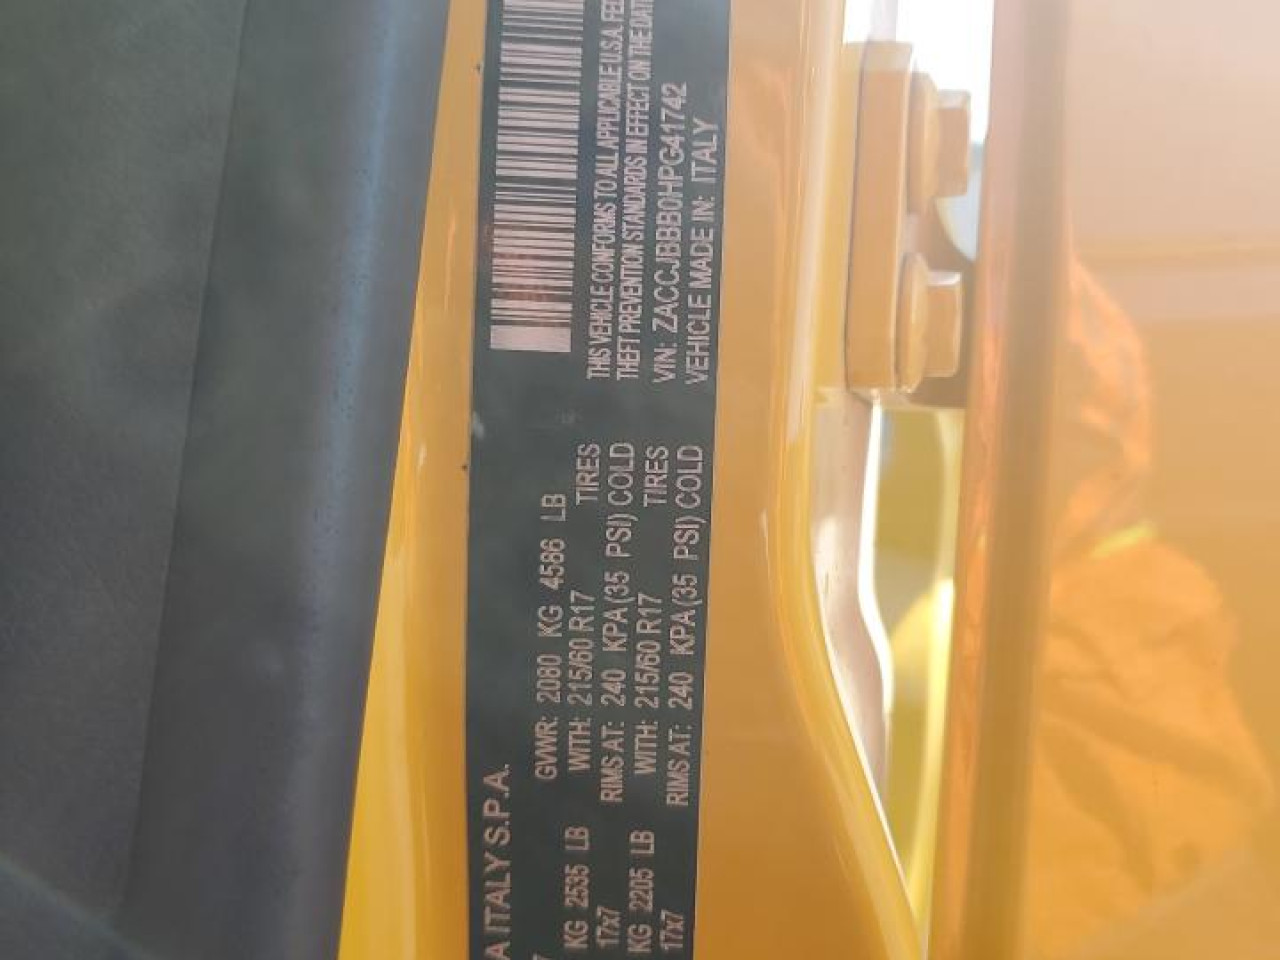 A ITALY S.P.A.
GVWR: 2080 KG 4586 LB
KG 2535 LB WITH: 215/60 R17 TIRES
17x7 RIMS AT: 240 KPA (35 PSI) COLD
KG 2205 LB WITH: 215/60 R17 TIRES
17x7 RIMS AT: 240 KPA (35 PSI) COLD
THIS VEHICLE CONFORMS TO ALL APPLICABLE U.S.A. FED
THEFT PREVENTION STANDARDS IN EFFECT ON THE DAT
VIN: ZACCJBBB0HPG41742
VEHICLE MADE IN: ITALY